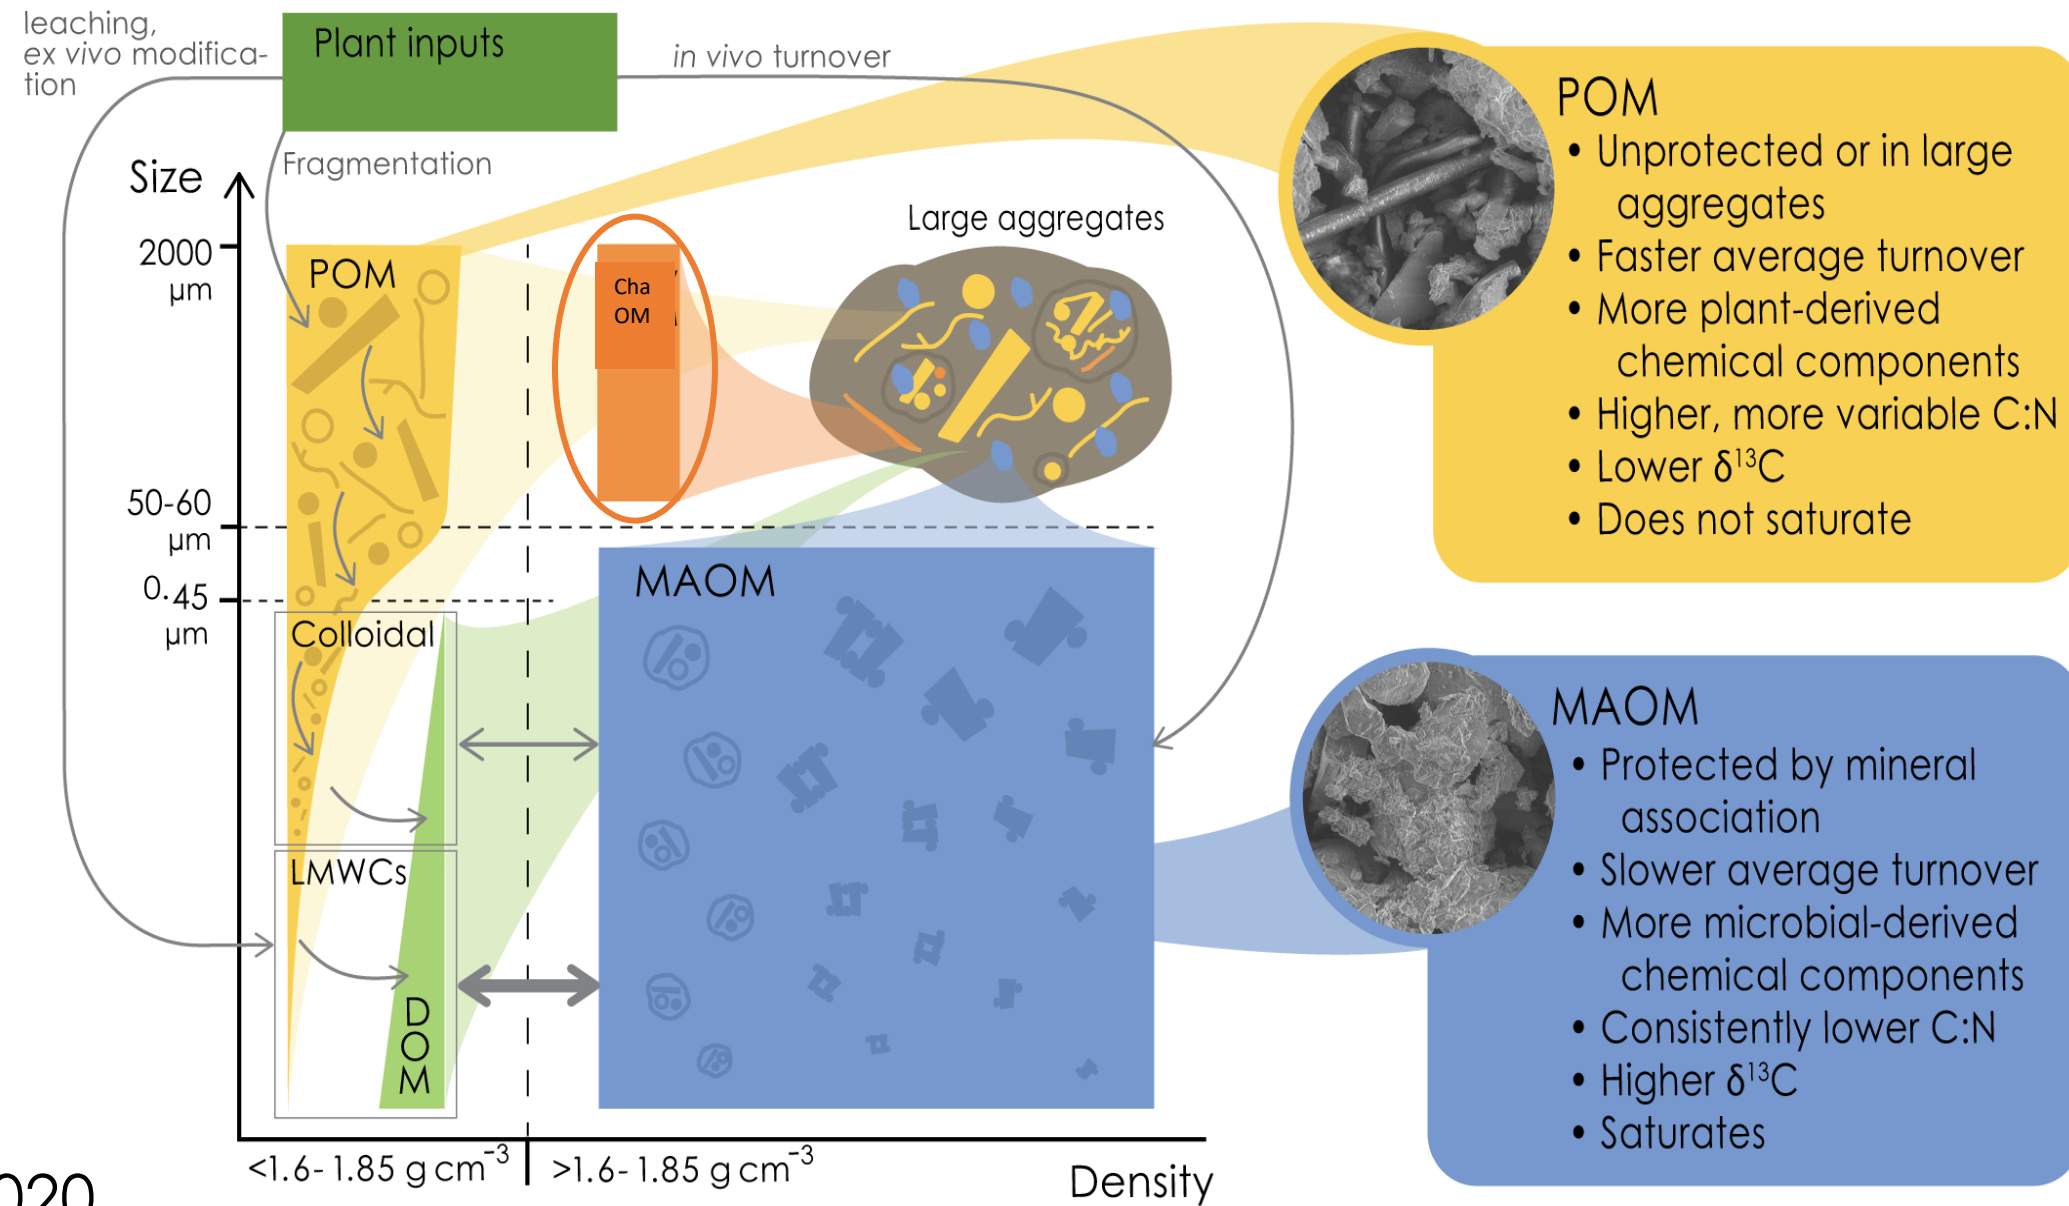 leaching,
ex vivo modifica-
tion
Plant inputs
in vivo turnover
Fragmentation
Size
2000
µm
50-60
µm
0.45
µm
POM
Cha
OM
Large aggregates
Colloidal
LMWCs
D
O
M
MAOM
<1.6-1.85 g cm⁻³
>1.6-1.85 g cm⁻³
Density
POM
• Unprotected or in large
aggregates
• Faster average turnover
• More plant-derived
chemical components
• Higher, more variable C:N
• Lower δ¹³C
• Does not saturate
MAOM
• Protected by mineral
association
• Slower average turnover
• More microbial-derived
chemical components
• Consistently lower C:N
• Higher δ¹³C
• Saturates